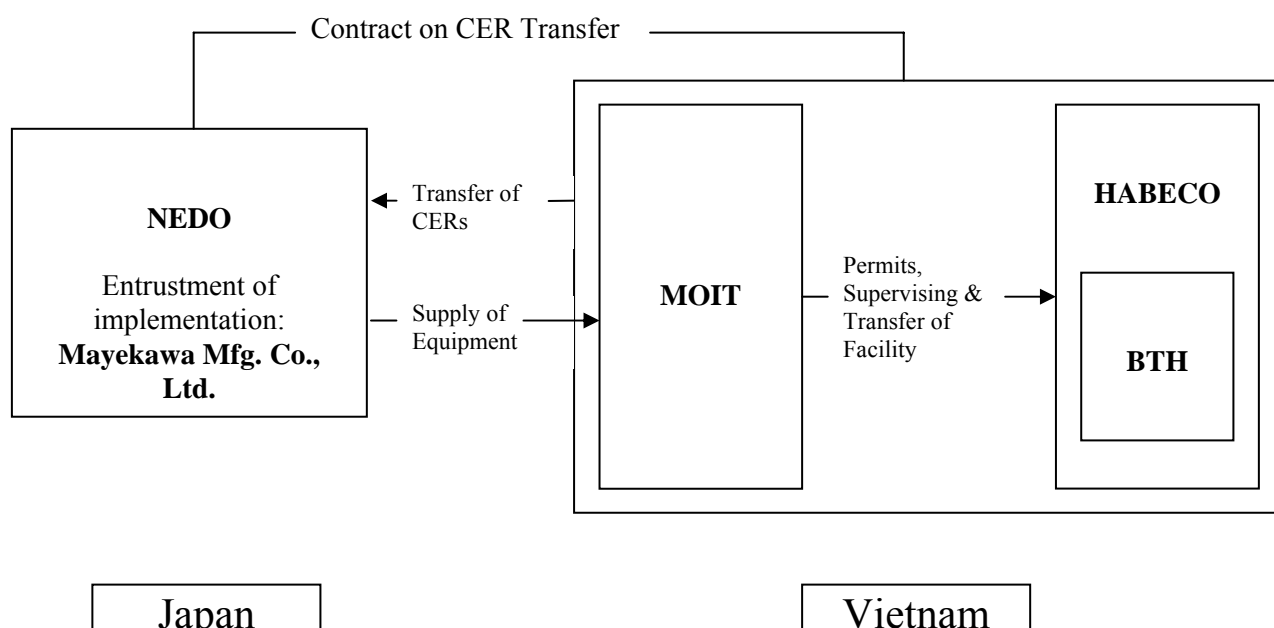 Contract on CER Transfer
NEDO
Entrustment of
implementation:
Mayekawa Mfg. Co.,
Ltd.
Transfer of
CERs
Supply of
Equipment
MOIT
Permits,
Supervising &
Transfer of
Facility
HABECO
BTH
Japan
Vietnam